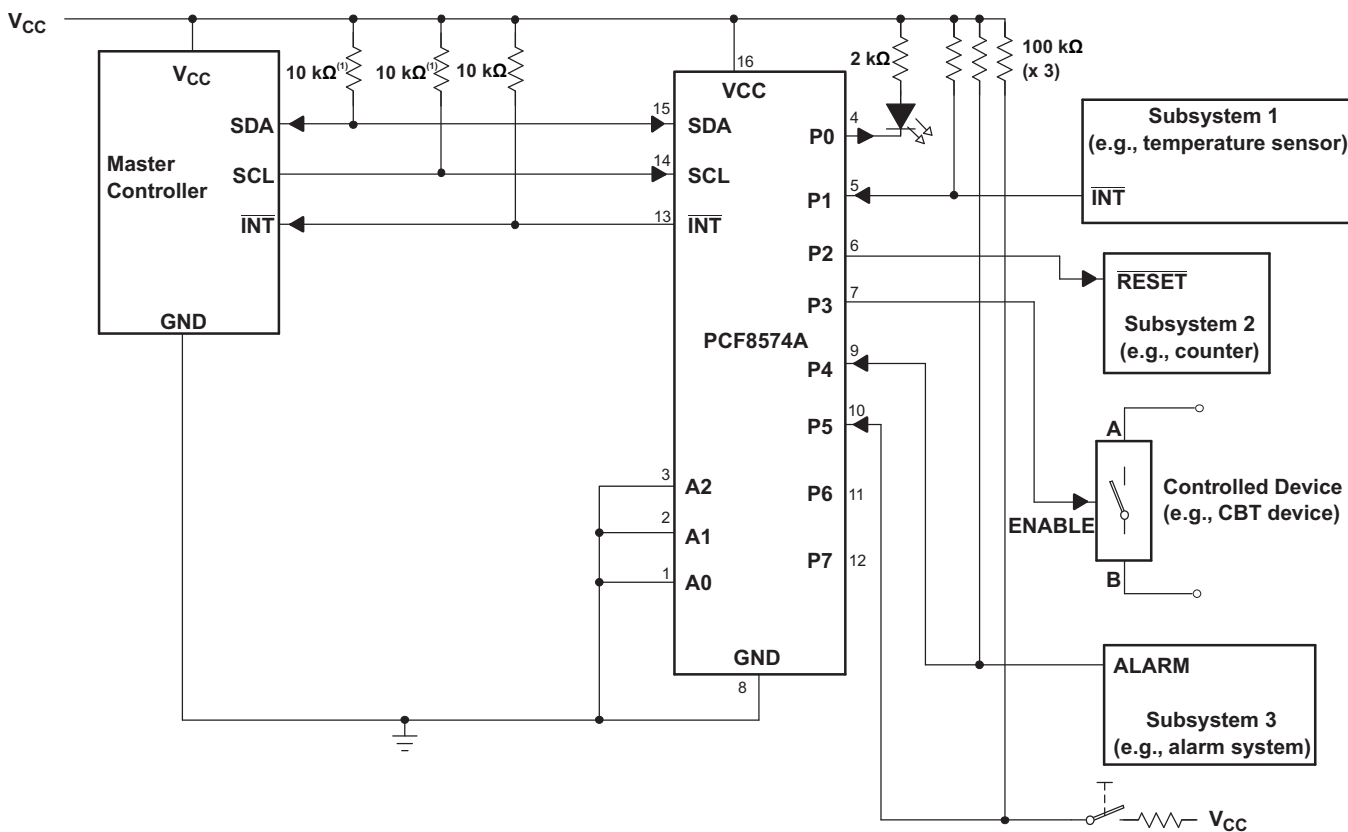 V_CC
V_CC
10 kΩ(1)
10 kΩ(1)
10 kΩ
SDA
SCL
INT
Master
Controller
GND
16
VCC
15
SDA
14
SCL
13
INT
PCF8574A
3
A2
2
A1
1
A0
GND
8
P0
4
P1
5
P2
6
P3
7
P4
9
P5
10
P6
11
P7
12
2 kΩ
100 kΩ
(x 3)
Subsystem 1
(e.g., temperature sensor)
INT
RESET
Subsystem 2
(e.g., counter)
A
Controlled Device
(e.g., CBT device)
ENABLE
B
ALARM
Subsystem 3
(e.g., alarm system)
V_CC